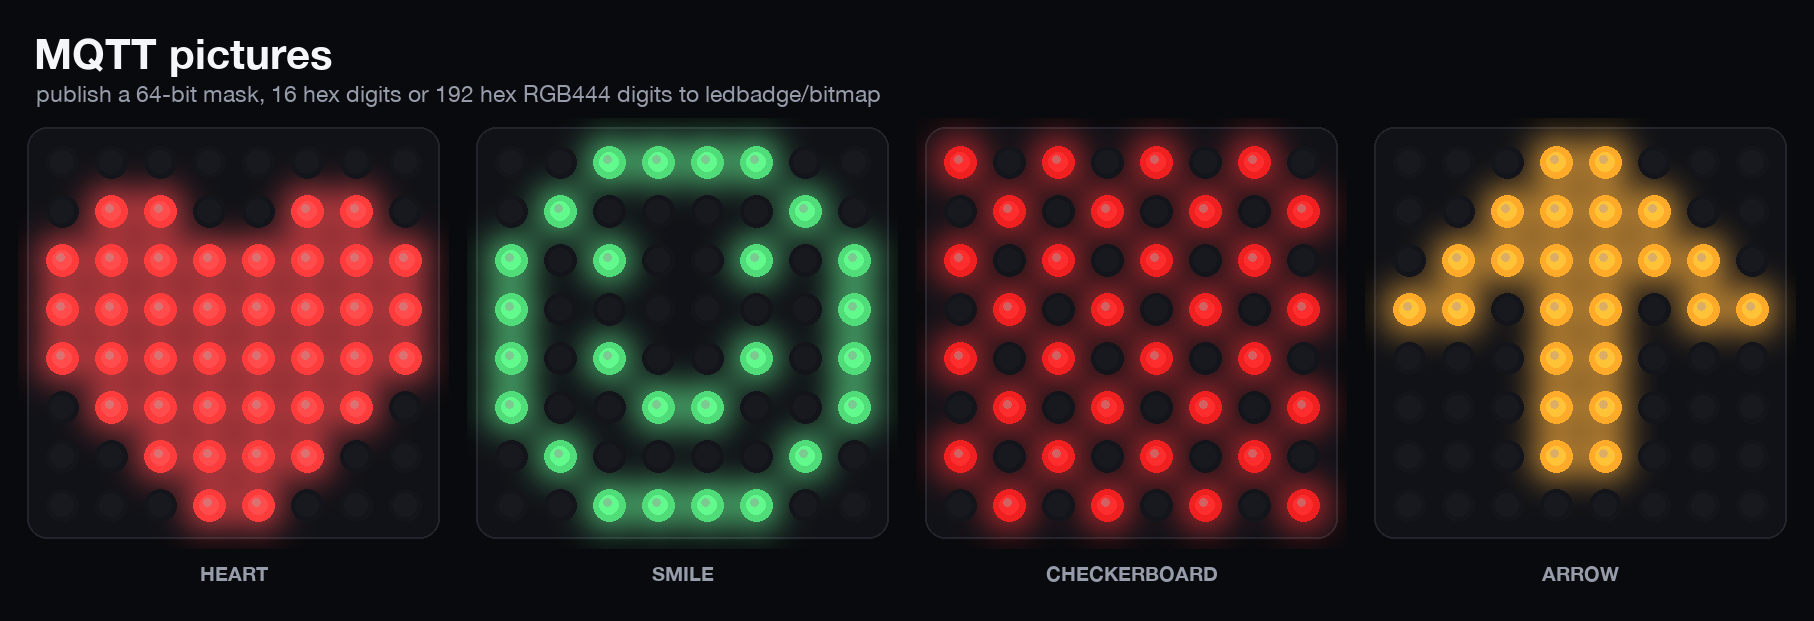 MQTT pictures
publish a 64-bit mask, 16 hex digits or 192 hex RGB444 digits to ledbadge/bitmap
HEART
SMILE
CHECKERBOARD
ARROW